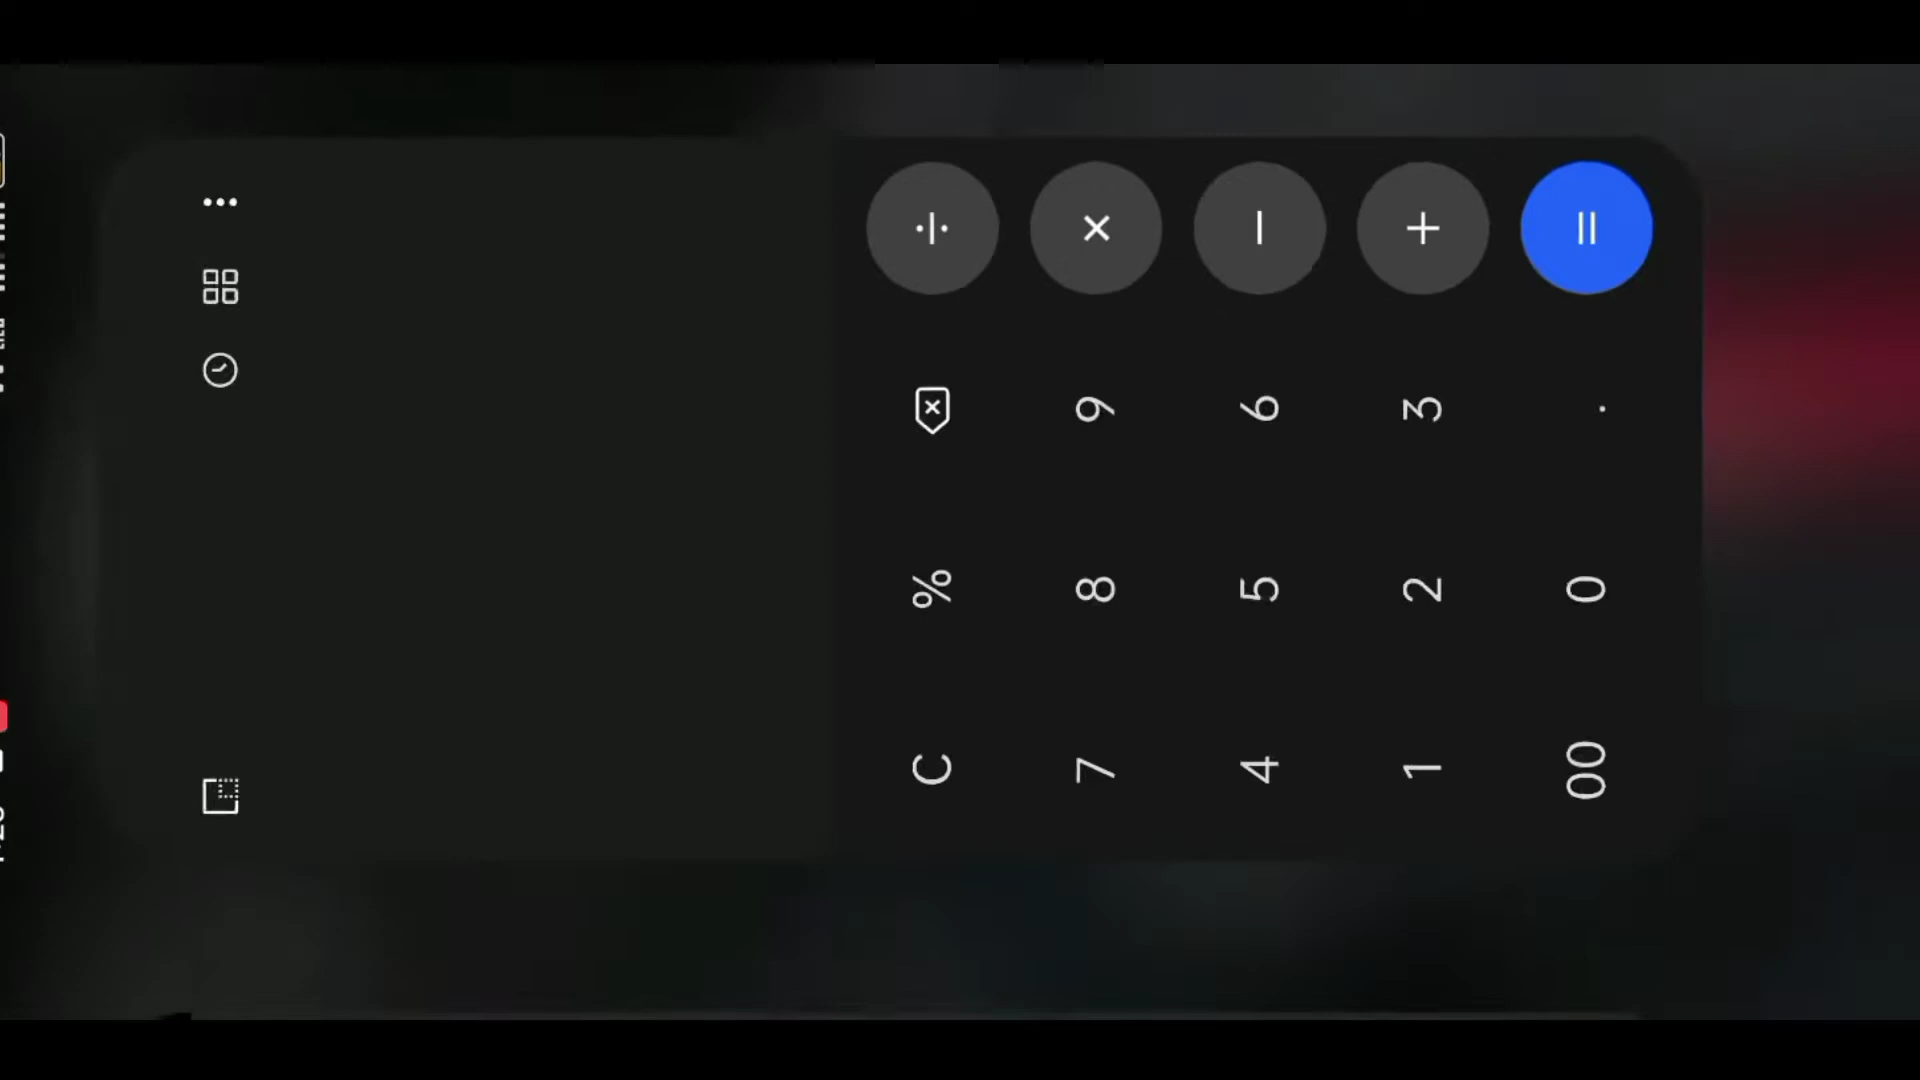 C % ÷
7 8 9 ×
4 5 6 −
1 2 3 +
00 0 . =